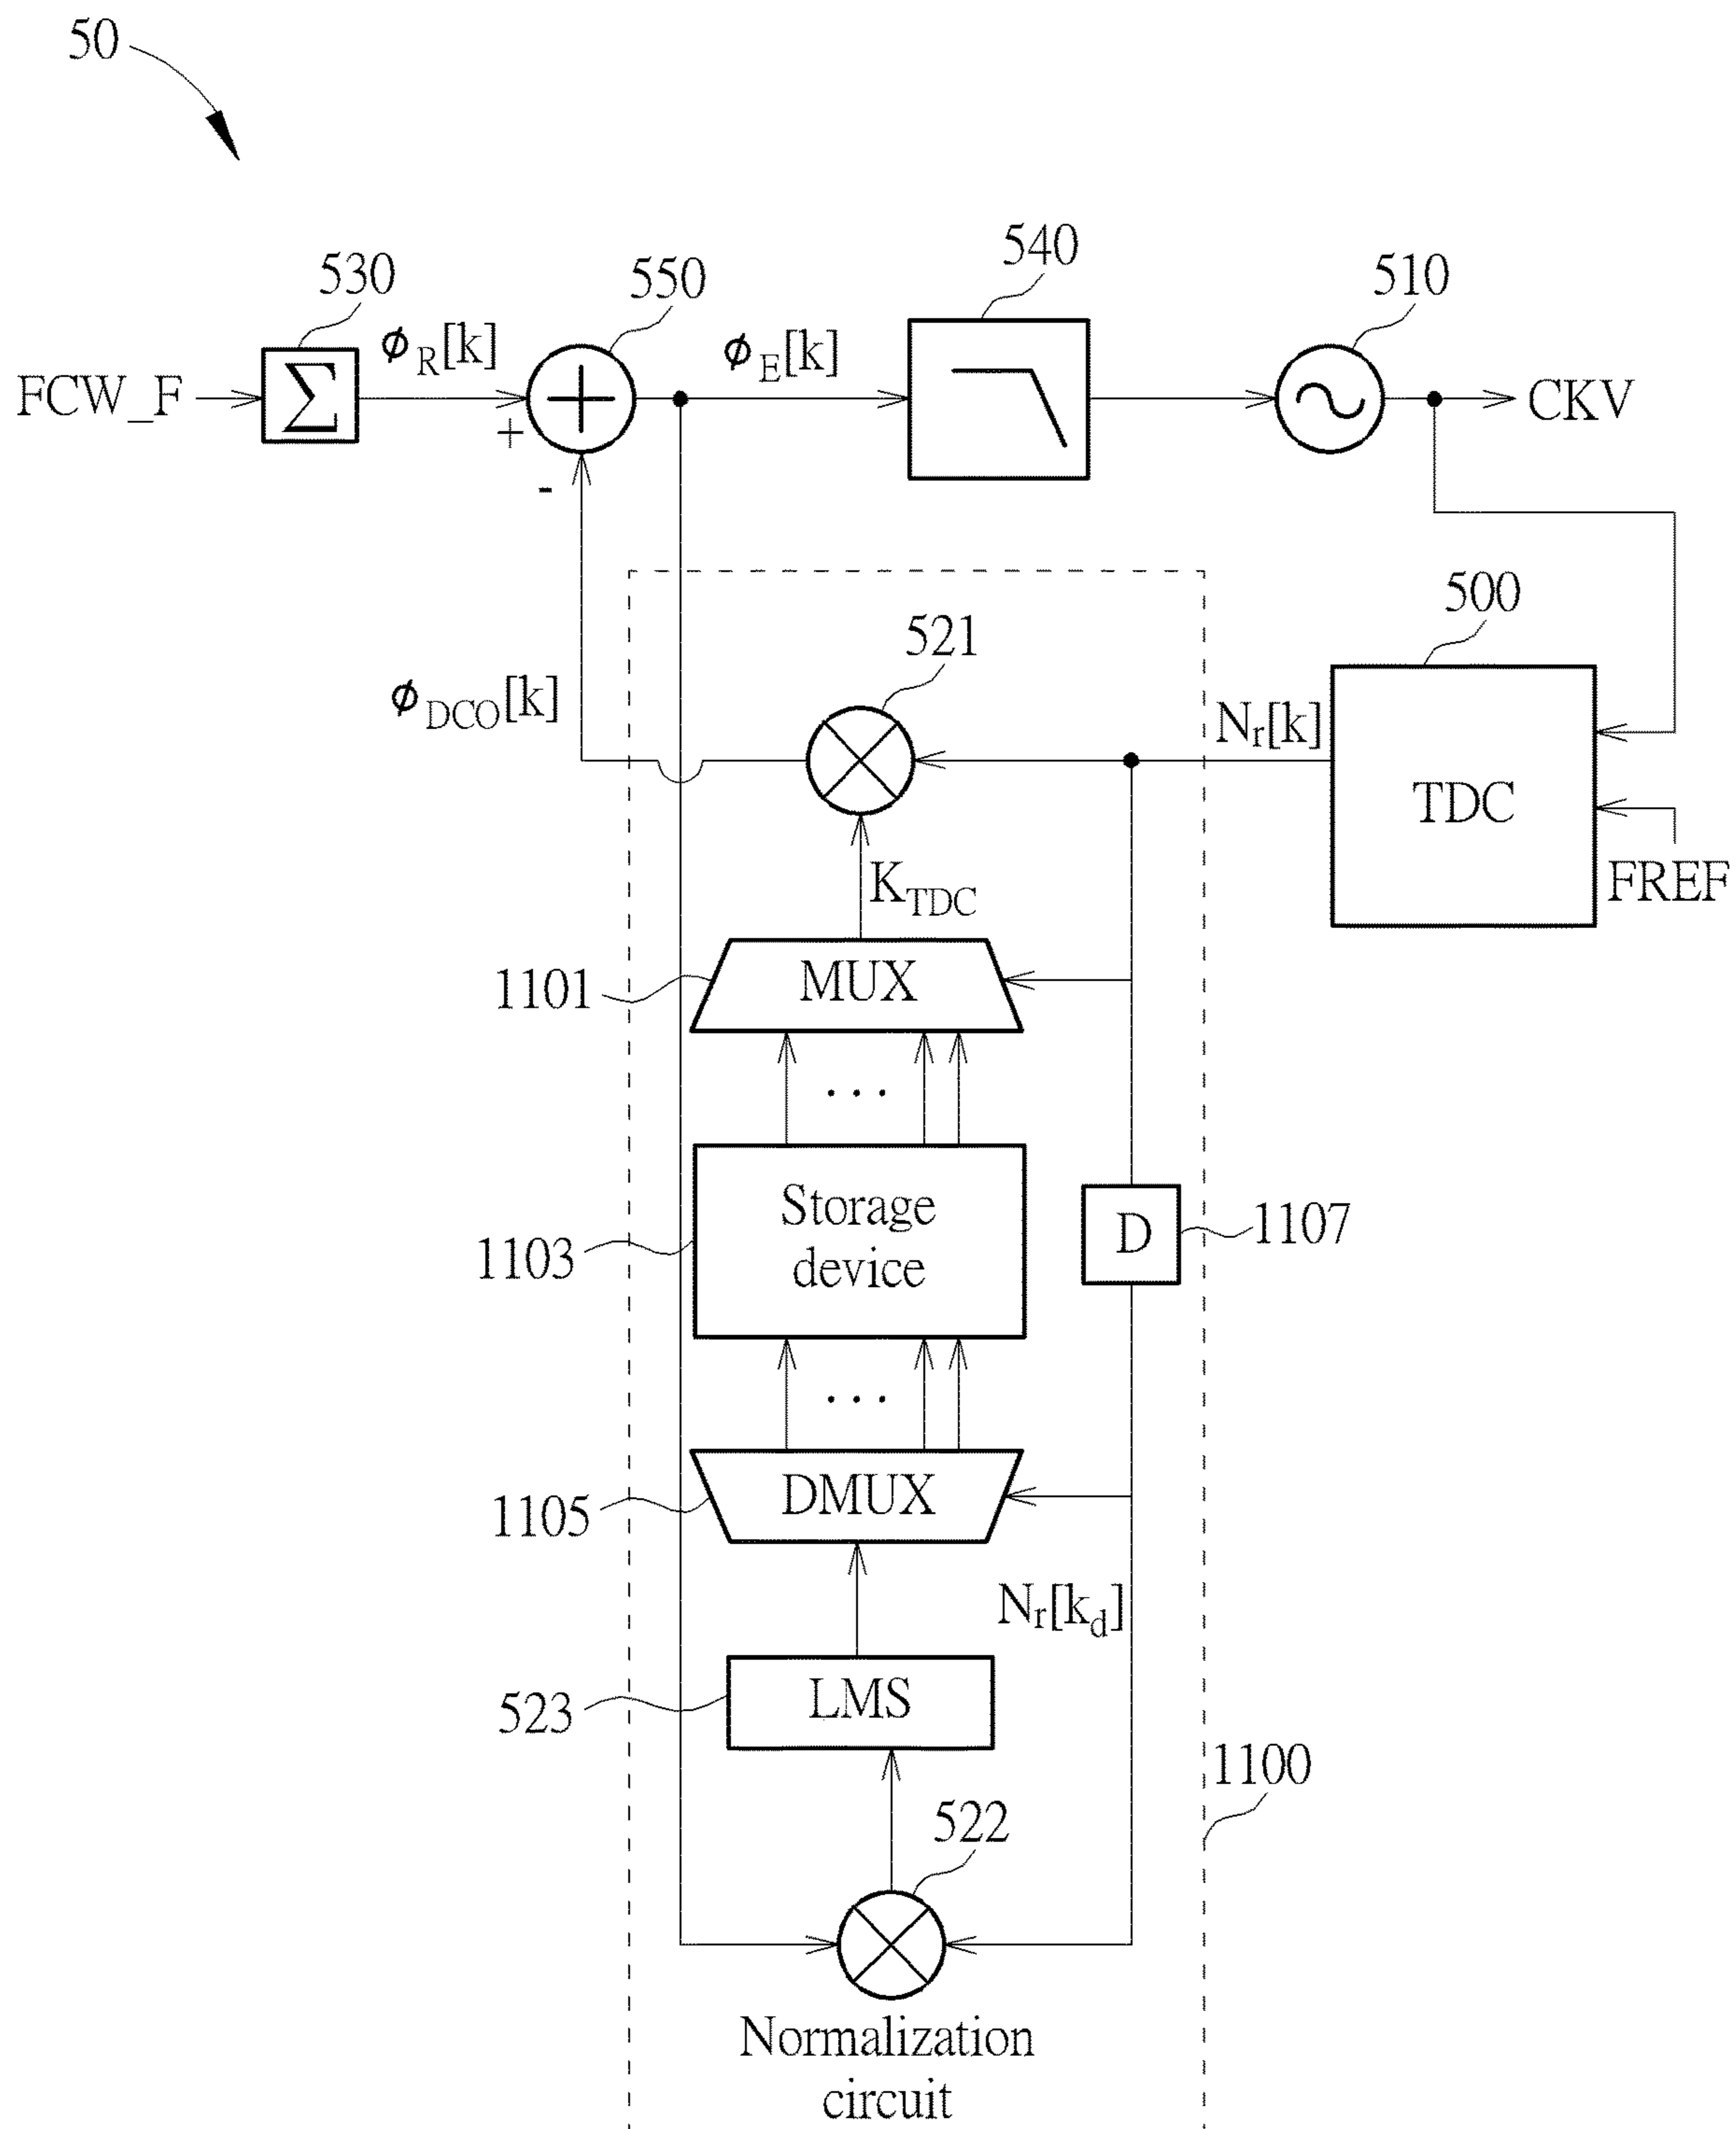 50
530
550
540
510
FCW_F
Σ
ϕR[k]
+
-
ϕE[k]
CKV
500
521
ϕDCO[k]
Nr[k]
TDC
FREF
KTDC
1101
MUX
...
1103
Storage
device
D
1107
...
1105
DMUX
Nr[kd]
523
LMS
1100
522
Normalization
circuit